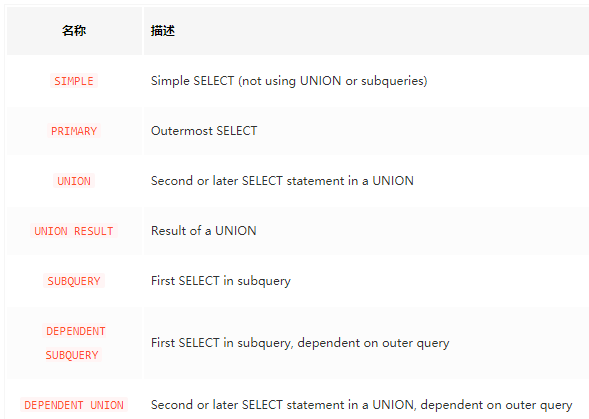 名称 描述
SIMPLE Simple SELECT (not using UNION or subqueries)
PRIMARY Outermost SELECT
UNION Second or later SELECT statement in a UNION
UNION RESULT Result of a UNION
SUBQUERY First SELECT in subquery
DEPENDENT
SUBQUERY First SELECT in subquery, dependent on outer query
DEPENDENT UNION Second or later SELECT statement in a UNION, dependent on outer query